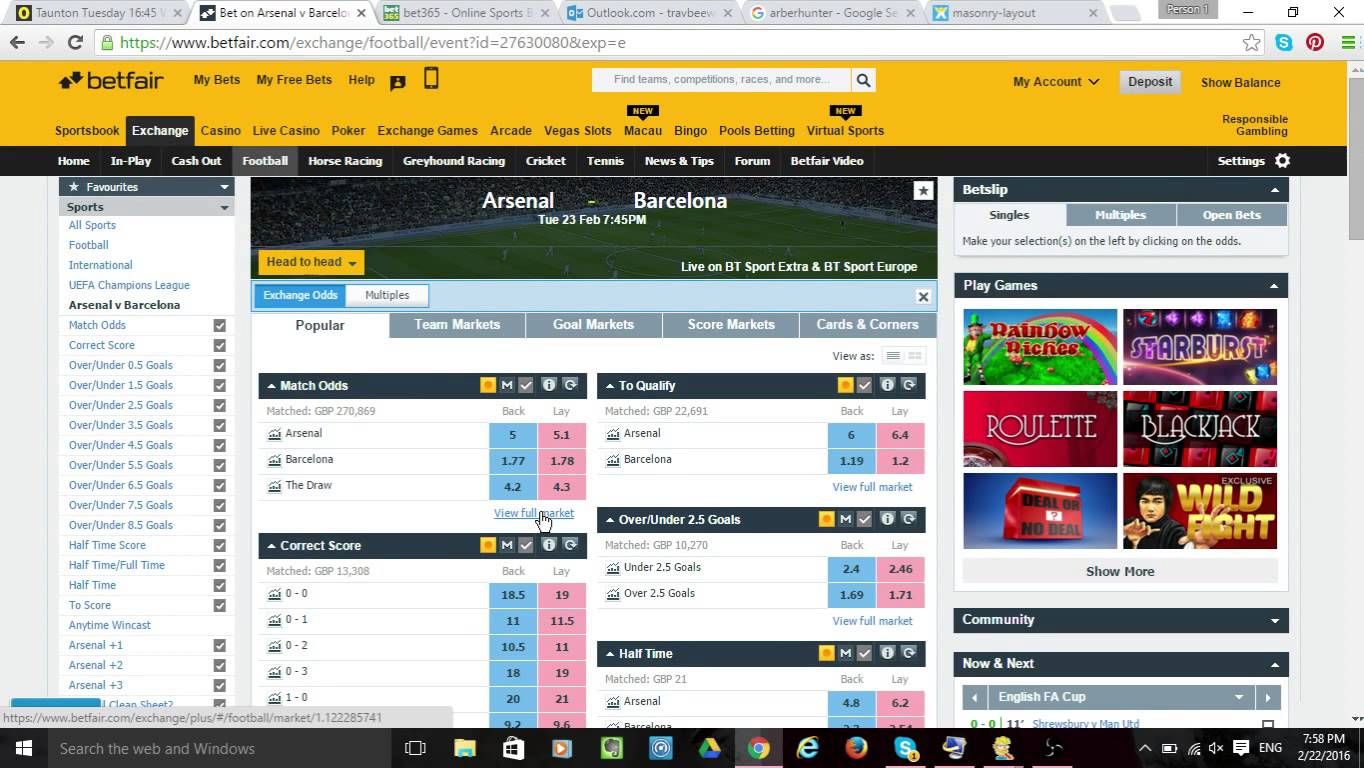 Taunton Tuesday 16:45 W
Bet on Arsenal v Barcelo
bet365 - Online Sports B
Outlook.com - travbeew
arberhunter - Google Se
masonry-layout
Person 1
https://www.betfair.com/exchange/football/event?id=27630080&exp=e
betfair
My Bets
My Free Bets
Help
Find teams, competitions, races, and more...
My Account
Deposit
Show Balance
NEW
NEW
Sportsbook
Exchange
Casino
Live Casino
Poker
Exchange Games
Arcade
Vegas Slots
Macau
Bingo
Pools Betting
Virtual Sports
Responsible
Gambling
Home
In-Play
Cash Out
Football
Horse Racing
Greyhound Racing
Cricket
Tennis
News & Tips
Forum
Betfair Video
Settings
Favourites
Sports
All Sports
Football
International
UEFA Champions League
Arsenal v Barcelona
Match Odds
Correct Score
Over/Under 0.5 Goals
Over/Under 1.5 Goals
Over/Under 2.5 Goals
Over/Under 3.5 Goals
Over/Under 4.5 Goals
Over/Under 5.5 Goals
Over/Under 6.5 Goals
Over/Under 7.5 Goals
Over/Under 8.5 Goals
Half Time Score
Half Time/Full Time
Half Time
To Score
Anytime Wincast
Arsenal +1
Arsenal +2
Arsenal +3
Clean Sheet?
Arsenal - Barcelona
Tue 23 Feb 7:45PM
Head to head
Live on BT Sport Extra & BT Sport Europe
Exchange Odds
Multiples
Popular
Team Markets
Goal Markets
Score Markets
Cards & Corners
View as:
Match Odds
M
Matched: GBP 270,869 Back Lay
Arsenal 5 5.1
Barcelona 1.77 1.78
The Draw 4.2 4.3
View full market
Correct Score
M
Matched: GBP 13,308 Back Lay
0 - 0 18.5 19
0 - 1 11 11.5
0 - 2 10.5 11
0 - 3 18 19
1 - 0 20 21
9.2 9.6
To Qualify
Matched: GBP 22,691 Back Lay
Arsenal 6 6.4
Barcelona 1.19 1.2
View full market
Over/Under 2.5 Goals
M
Matched: GBP 10,270 Back Lay
Under 2.5 Goals 2.4 2.46
Over 2.5 Goals 1.69 1.71
View full market
Half Time
M
Matched: GBP 21 Back Lay
Arsenal 4.8 6.2
Barcelona
Betslip
Singles
Multiples
Open Bets
Make your selection(s) on the left by clicking on the odds.
Play Games
Rainbow
Riches
STARBURST
ROULETTE
BLACKJACK
DEAL OR
NO DEAL
?
EXCLUSIVE
WILD
FIGHT
Show More
Community
Now & Next
English FA Cup
0 - 0 11' Shrewsbury v Man Utd
https://www.betfair.com/exchange/plus/#/football/market/1.122285741
Search the web and Windows
1
ENG
7:58 PM
2/22/2016